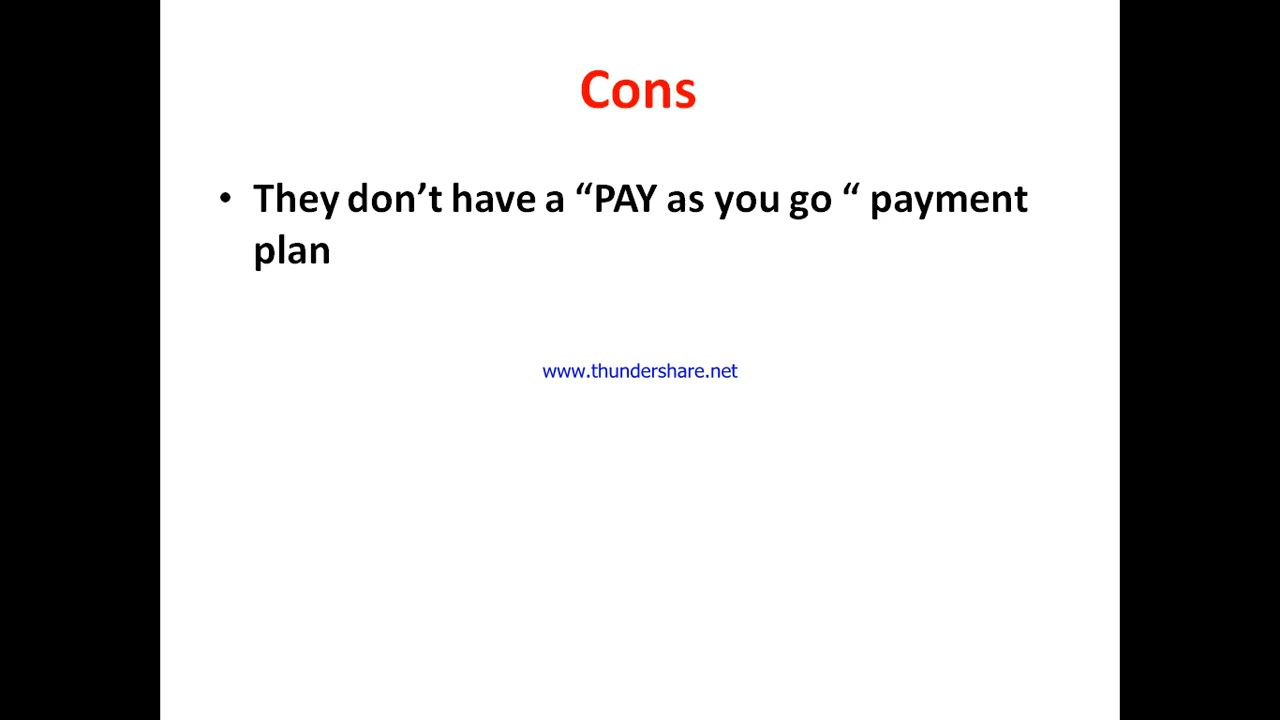 Cons
• They don’t have a “PAY as you go “ payment
plan
www.thundershare.net